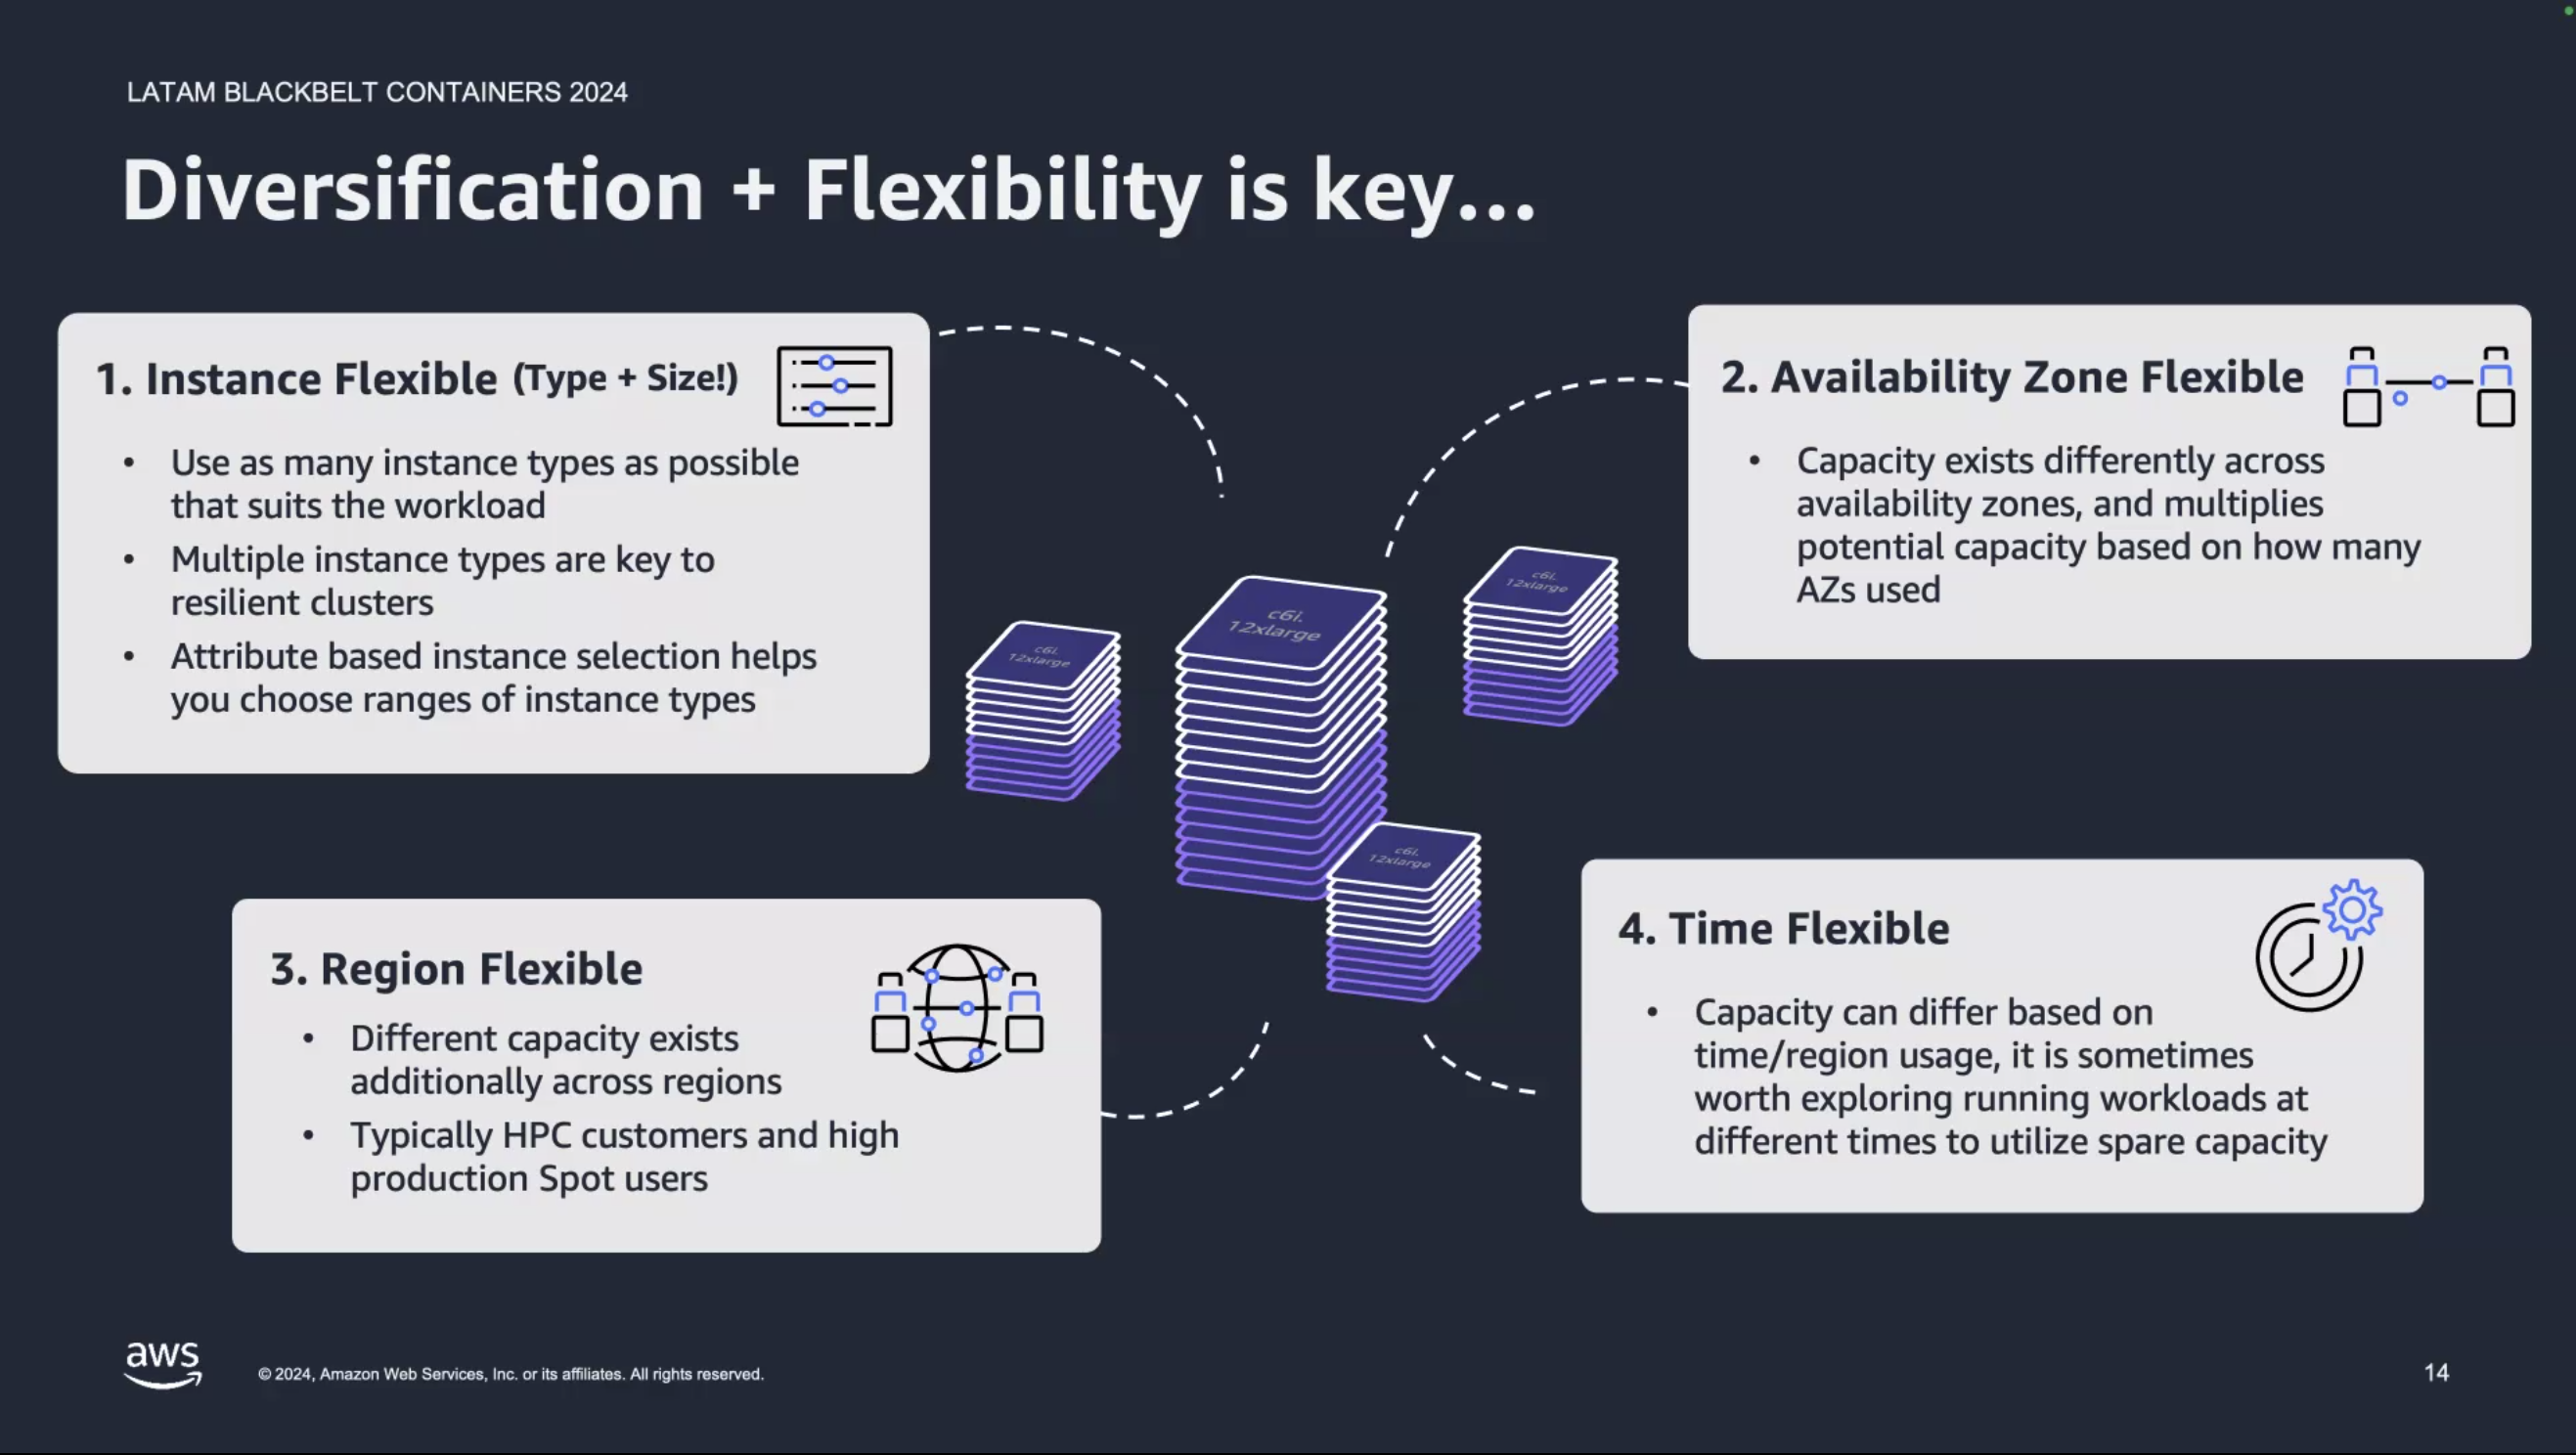 LATAM BLACKBELT CONTAINERS 2024
Diversification + Flexibility is key...
1. Instance Flexible (Type + Size!)
• Use as many instance types as possible
that suits the workload
• Multiple instance types are key to
resilient clusters
• Attribute based instance selection helps
you choose ranges of instance types
2. Availability Zone Flexible
• Capacity exists differently across
availability zones, and multiplies
potential capacity based on how many
AZs used
c6i.
12xlarge
c6i.
12xlarge
c6i.
12xlarge
c6i.
12xlarge
3. Region Flexible
• Different capacity exists
additionally across regions
• Typically HPC customers and high
production Spot users
4. Time Flexible
• Capacity can differ based on
time/region usage, it is sometimes
worth exploring running workloads at
different times to utilize spare capacity
aws
© 2024, Amazon Web Services, Inc. or its affiliates. All rights reserved.
14